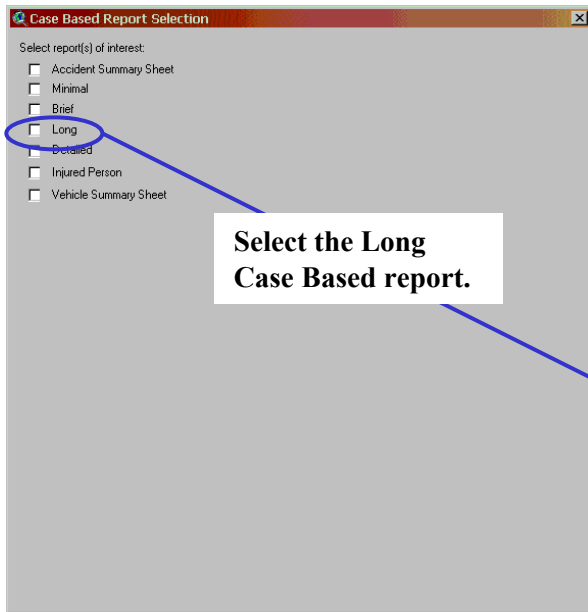 Case Based Report Selection
Select report(s) of interest:
Accident Summary Sheet
Minimal
Brief
Long
Detailed
Injured Person
Vehicle Summary Sheet
Select the Long
Case Based report.